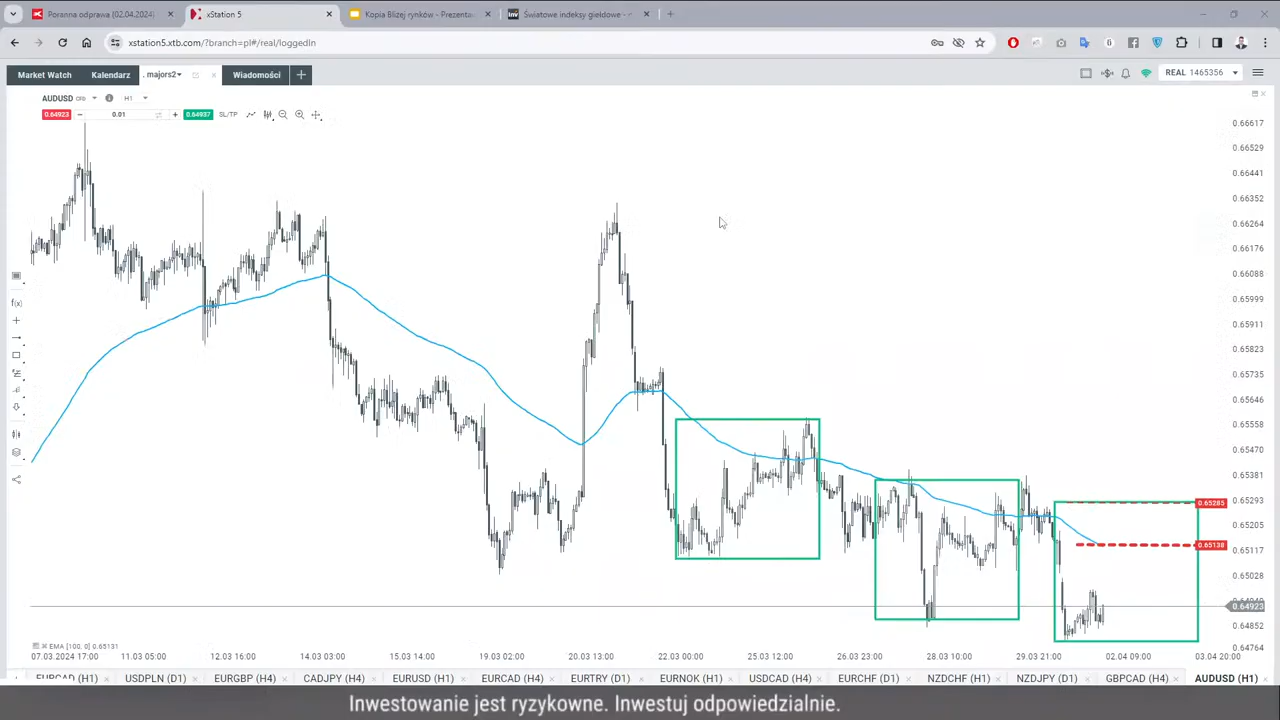 Poranna odprawa (02.04.2024)
xStation 5
Kopia Bliżej rynków - Prezenta
Światowe indeksy giełdowe -
xstation5.xtb.com/?branch=pl#/real/loggedIn
Market Watch
Kalendarz
. majors2
Wiadomości
REAL 1465356
AUDUSD CFD H1
0.64923 0.01 0.64937 SL/TP
0.66617
0.66529
0.66441
0.66352
0.66264
0.66176
0.66088
0.65999
0.65911
0.65823
0.65735
0.65646
0.65558
0.65470
0.65381
0.65293
0.65285
0.65205
0.65138
0.65117
0.65028
0.64923
0.64852
0.64764
f(x)
EMA [100, 0] 0.65131
07.03.2024 17:00 11.03 05:00 12.03 16:00 14.03 03:00 15.03 14:00 19.03 02:00 20.03 13:00 22.03 00:00 25.03 12:00 26.03 23:00 28.03 10:00 29.03 21:00 02.04 09:00 03.04 20:00
EURCAD (H1) USDPLN (D1) EURGBP (H4) CADJPY (H4) EURUSD (H1) EURCAD (H4) EURTRY (D1) EURNOK (H1) USDCAD (H4) EURCHF (D1) NZDCHF (H1) NZDJPY (D1) GBPCAD (H4) AUDUSD (H1)
Inwestowanie jest ryzykowne. Inwestuj odpowiedzialnie.